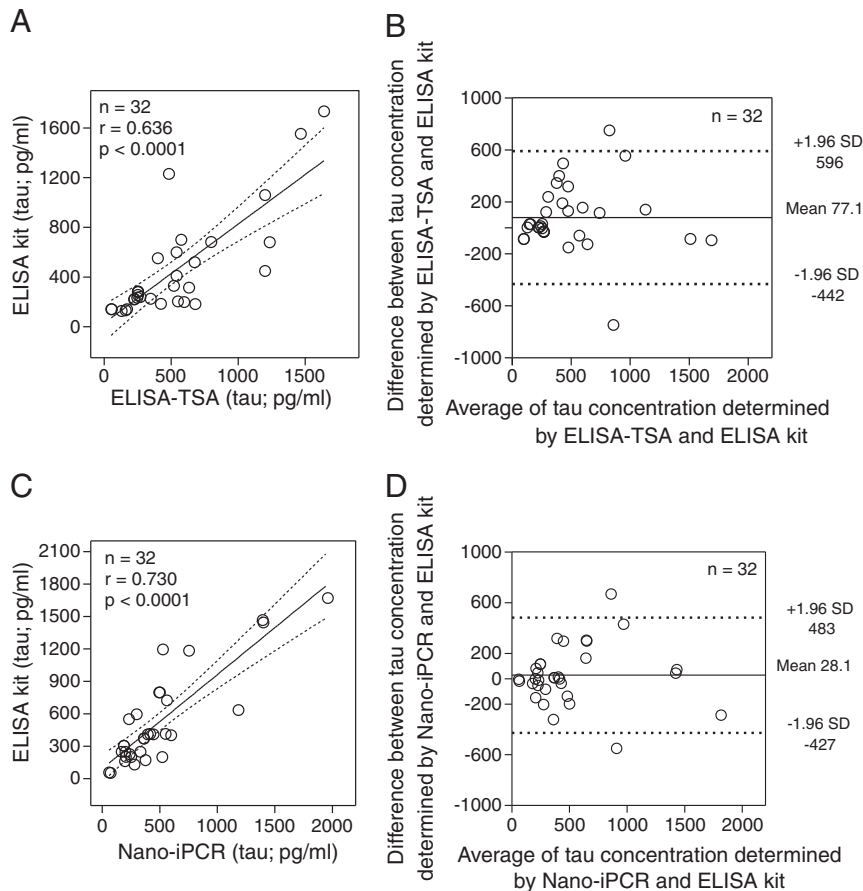 A
n = 32
r = 0.636
p < 0.0001
ELISA kit (tau; pg/ml)
1600
1200
800
400
0
0 500 1000 1500
ELISA-TSA (tau; pg/ml)
B
Difference between tau concentration
determined by ELISA-TSA and ELISA kit
1000
600
200
-200
-600
-1000
n = 32
+1.96 SD
596
Mean 77.1
-1.96 SD
-442
0 500 1000 1500 2000
Average of tau concentration determined
by ELISA-TSA and ELISA kit
C
n = 32
r = 0.730
p < 0.0001
ELISA kit (tau; pg/ml)
2100
1800
1500
1200
900
600
300
0
0 500 1000 1500 2000
Nano-iPCR (tau; pg/ml)
D
Difference between tau concentration
determined by Nano-iPCR and ELISA kit
1000
600
200
-200
-600
-1000
n = 32
+1.96 SD
483
Mean 28.1
-1.96 SD
-427
0 500 1000 1500 2000
Average of tau concentration determined
by Nano-iPCR and ELISA kit